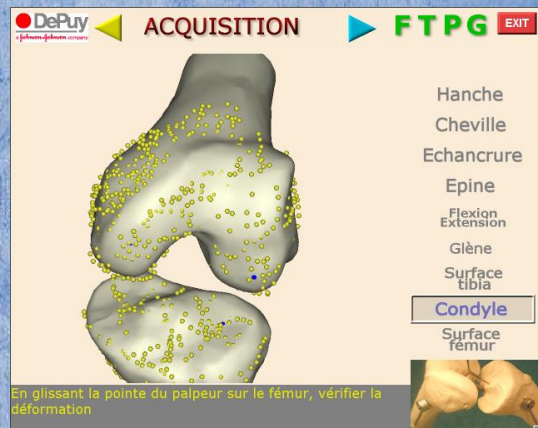 DePuy
a Johnson & Johnson company
ACQUISITION
F T P G
EXIT
Hanche
Cheville
Echancrure
Epine
Flexion
Extension
Glène
Surface
tibia
Condyle
Surface
fémur
En glissant la pointe du palpeur sur le fémur, vérifier la
déformation